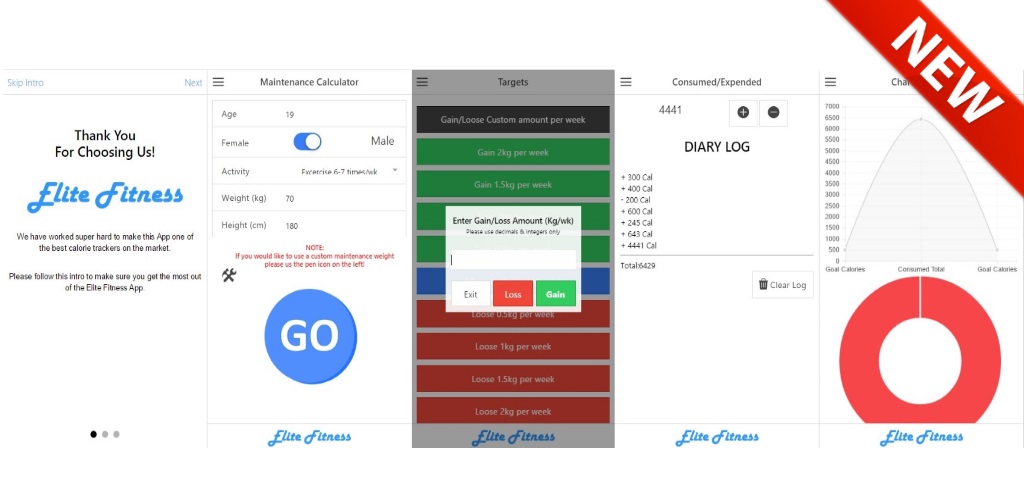 NEW
Skip Intro
Next
Thank You
For Choosing Us!
Elite Fitness
We have worked super hard to make this App one of
the best calorie trackers on the market.
Please follow this intro to make sure you get the most out
of the Elite Fitness App.
Maintenance Calculator
Age 19
Female Male
Activity Excercise 6-7 times/wk
Weight (kg) 70
Height (cm) 180
NOTE:
If you would like to use a custom maintenance weight
please us the pen icon on the left!
GO
Elite Fitness
Targets
Gain/Loose Custom amount per week
Gain 2kg per week
Gain 1.5kg per week
Enter Gain/Loss Amount (Kg/wk)
Please use decimals & integers only
Exit Loss Gain
Loose 0.5kg per week
Loose 1kg per week
Loose 1.5kg per week
Loose 2kg per week
Elite Fitness
Consumed/Expended
4441
DIARY LOG
+ 300 Cal
+ 400 Cal
- 200 Cal
+ 600 Cal
+ 245 Cal
+ 643 Cal
+ 4441 Cal
Total:6429
Clear Log
Elite Fitness
7000
6500
6000
5500
5000
4500
4000
3500
3000
2500
2000
1500
1000
500
0
Goal Calories Consumed Total Goal Calories
Elite Fitness